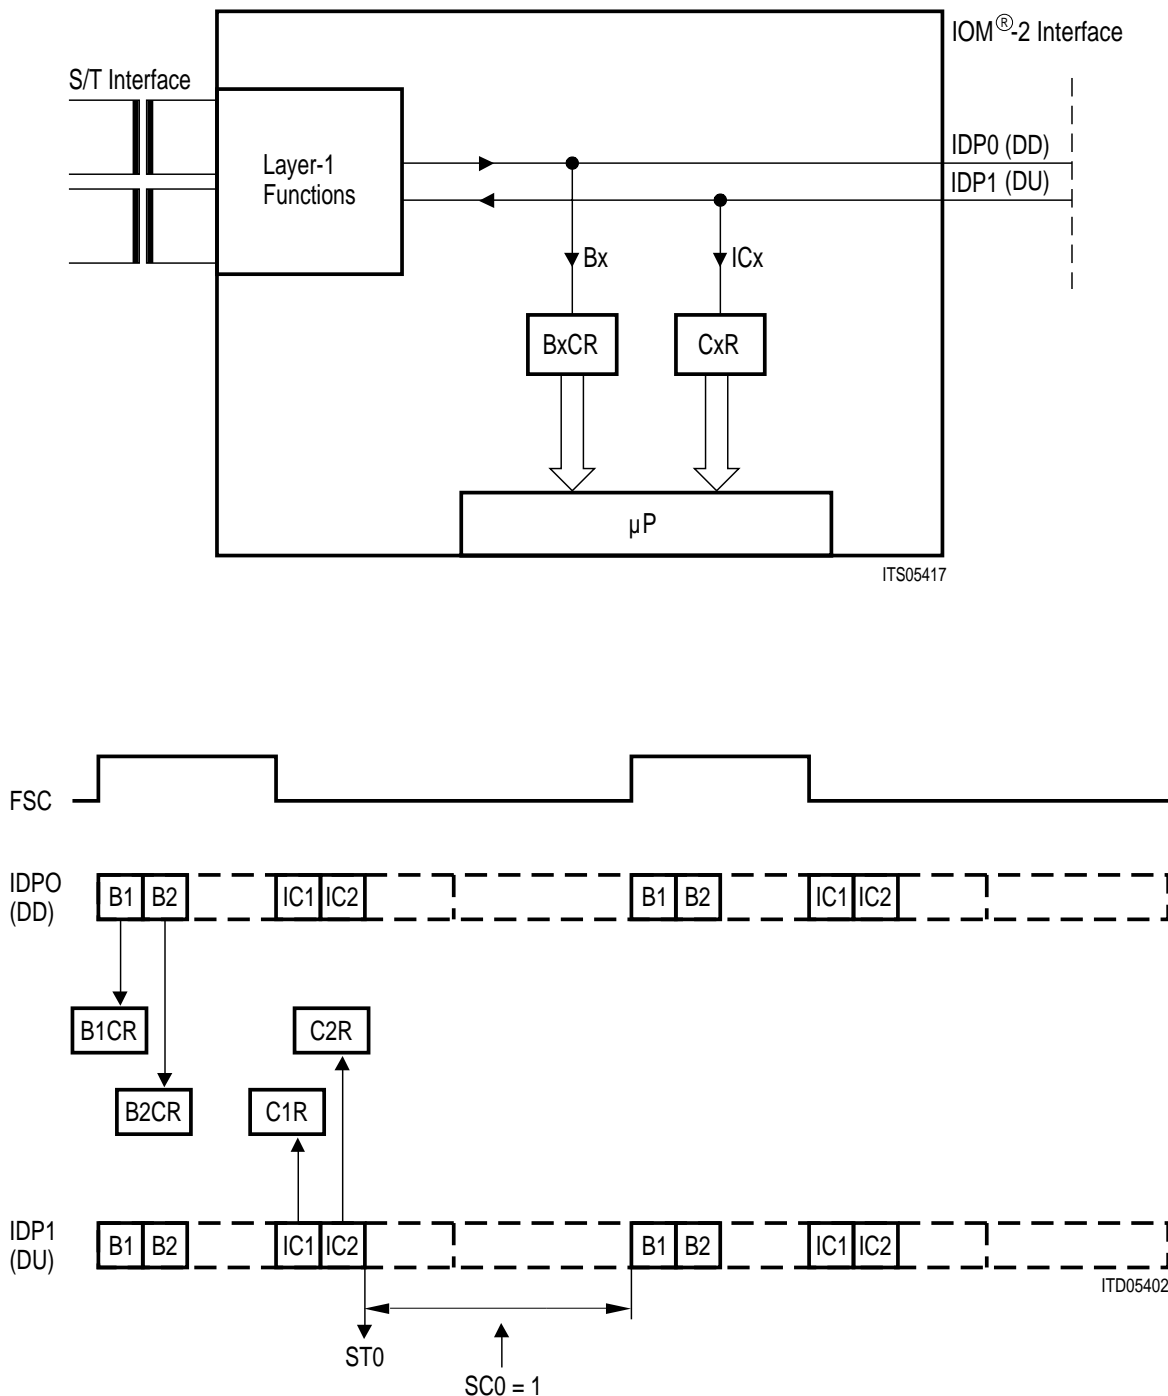 IOM®-2 Interface
S/T Interface
Layer-1
Functions
IDP0 (DD)
IDP1 (DU)
Bx
ICx
BxCR
CxR
µP
ITS05417
FSC
IDPO
(DD)
B1 B2 IC1 IC2 B1 B2 IC1 IC2
B1CR
C2R
B2CR
C1R
IDP1
(DU)
B1 B2 IC1 IC2 B1 B2 IC1 IC2
ITD05402
ST0
SC0 = 1